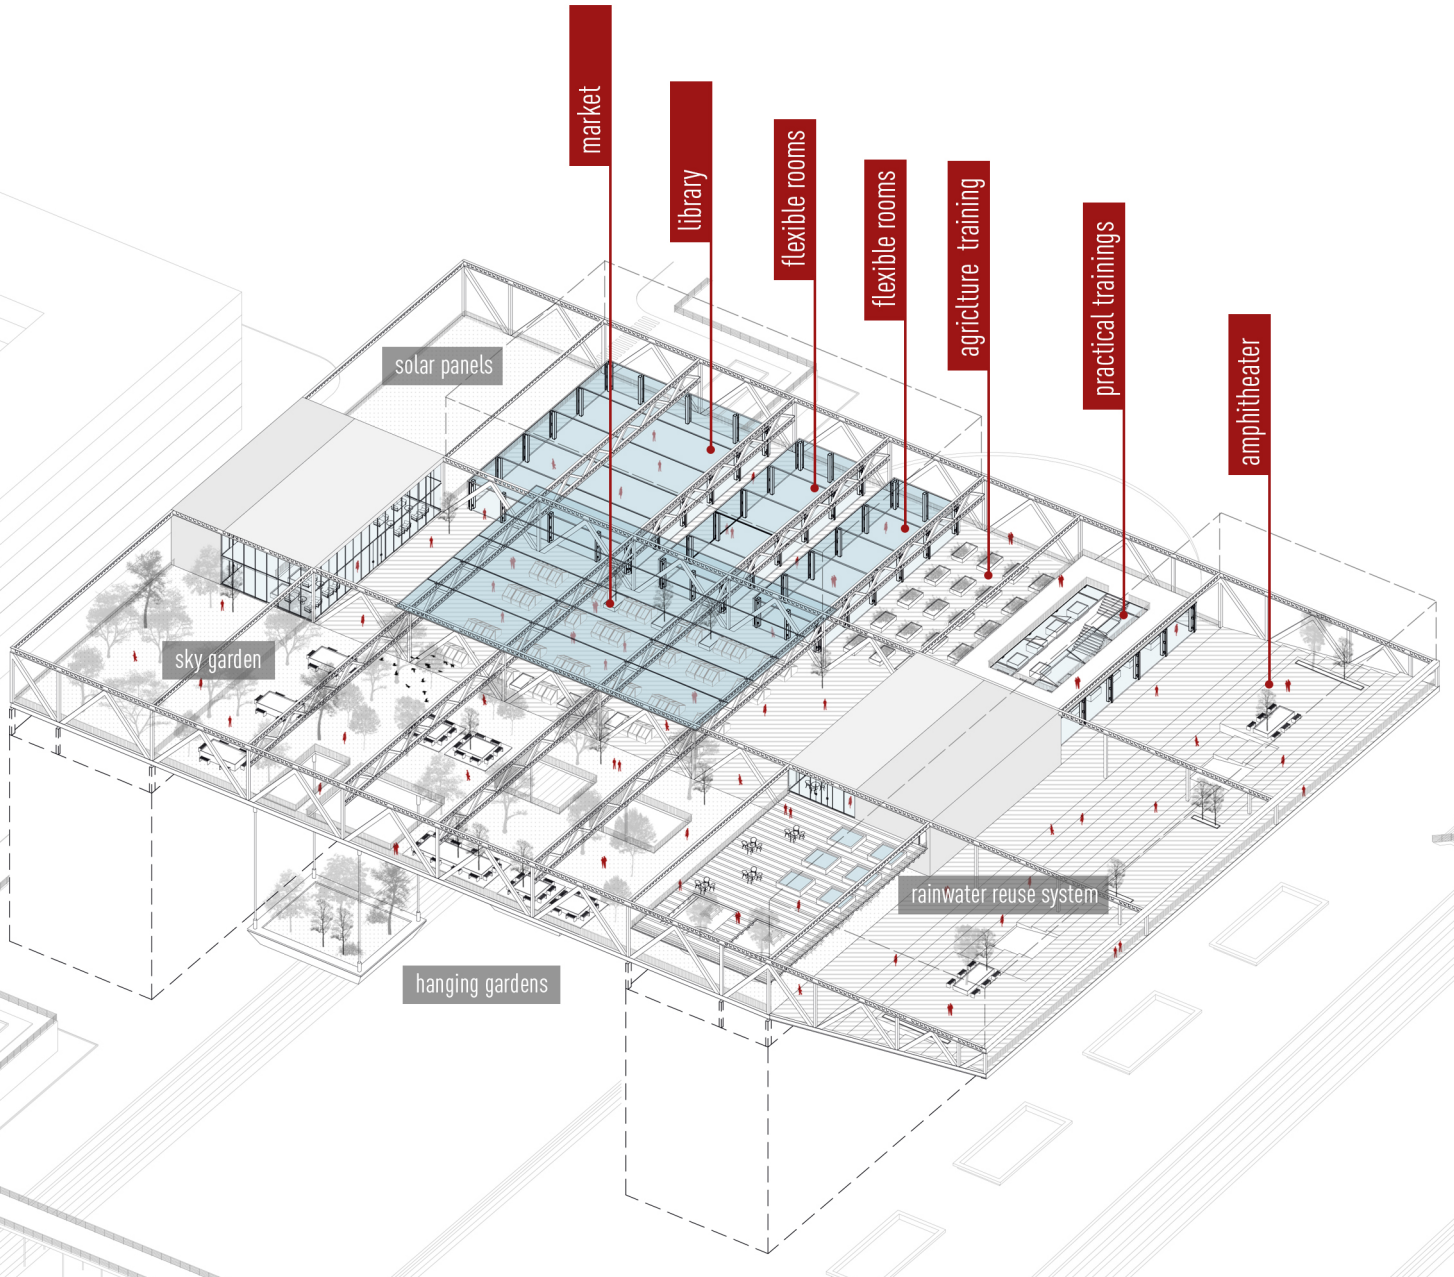 market
library
flexible rooms
flexible rooms
agriclture training
practical trainings
amphitheater
solar panels
sky garden
rainwater reuse system
hanging gardens